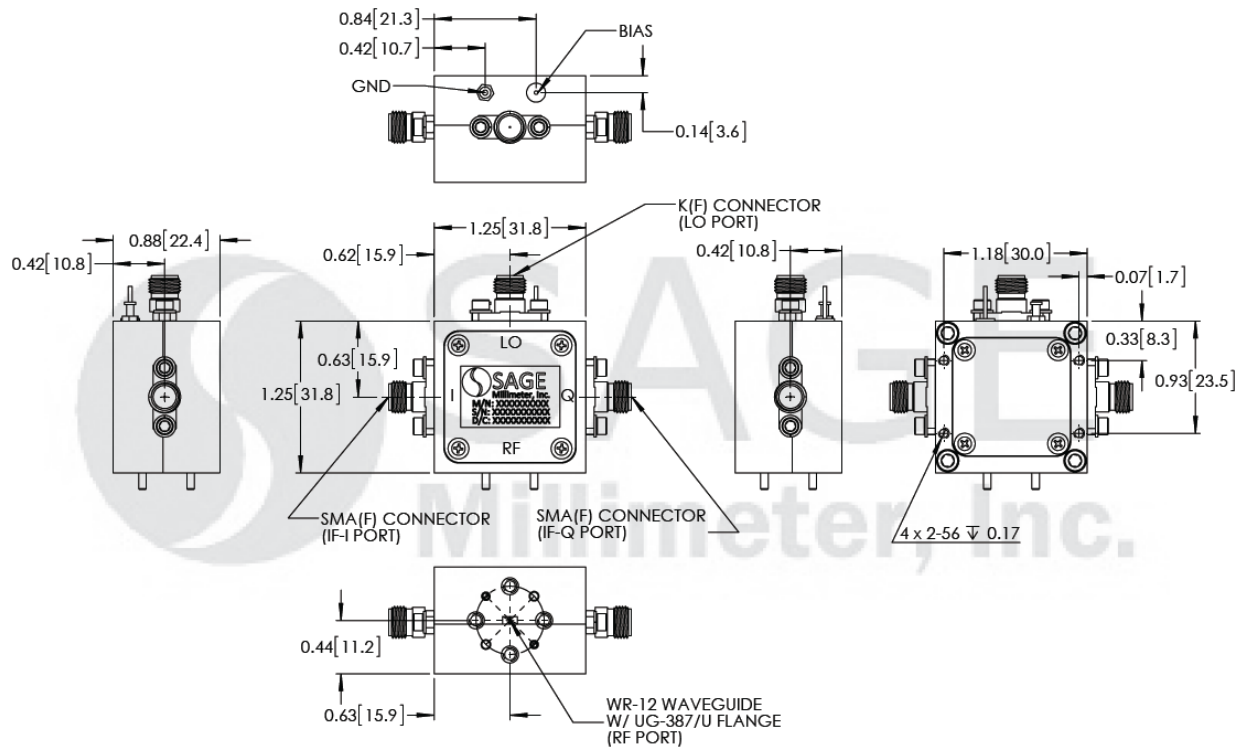 0.84[21.3]
BIAS
0.42[10.7]
GND
0.14[3.6]
K(F) CONNECTOR
(LO PORT)
0.88[22.4]
1.25[31.8]
0.42[10.8]
0.62[15.9]
0.42[10.8]
1.18[30.0]
0.07[1.7]
LO
0.63[15.9]
0.33[8.3]
1.25[31.8]
I
SAGE
Millimeter, Inc.
M/N: XXXXXXXXXX
S/N: XXXXXXXXXXX
D/C: XXXXXXXXXXX
Q
0.93[23.5]
RF
SMA(F) CONNECTOR
(IF-I PORT)
SMA(F) CONNECTOR
(IF-Q PORT)
4 x 2-56 ↧ 0.17
SAGE
Millimeter, Inc.
0.44[11.2]
0.63[15.9]
WR-12 WAVEGUIDE
W/ UG-387/U FLANGE
(RF PORT)